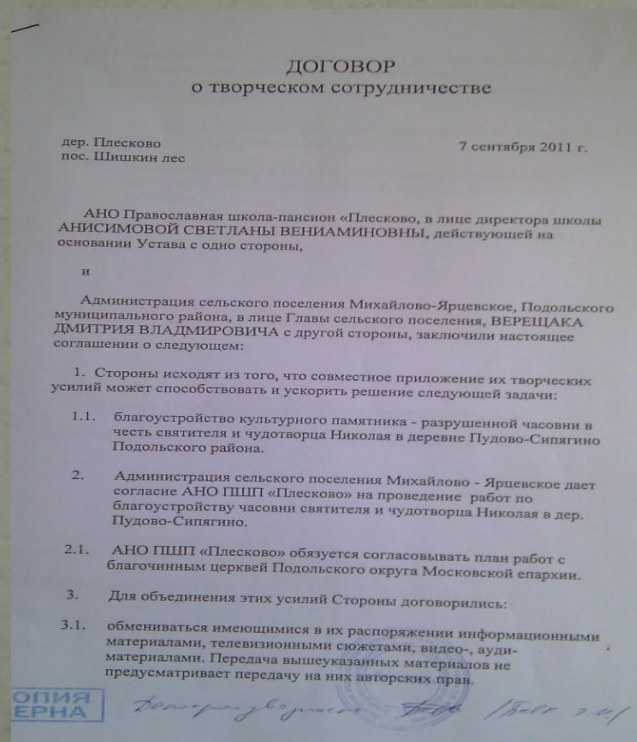 ДОГОВОР
о творческом сотрудничестве
дер. Плесково 7 сентября 2011 г.
пос. Шишкин лес
АНО Православная школа-пансион «Плесково, в лице директора школы
АНИСИМОВОЙ СВЕТЛАНЫ ВЕНИАМИНОВНЫ, действующей на
основании Устава с одно стороны,
и
Администрация сельского поселения Михайлово-Ярцевское, Подольского
муниципального района, в лице Главы сельского поселения, ВЕРЕЩАКА
ДМИТРИЯ ВЛАДМИРОВИЧА с другой стороны, заключили настоящее
соглашении о следующем:
1. Стороны исходят из того, что совместное приложение их творческих
усилий может способствовать и ускорить решение следующей задачи:
1.1. благоустройство культурного памятника - разрушенной часовни в
честь святителя и чудотворца Николая в деревне Пудово-Сипягино
Подольского района.
2. Администрация сельского поселения Михайлово - Ярцевское дает
согласие АНО ПШП «Плесково» на проведение работ по
благоустройству часовни святителя и чудотворца Николая в дер.
Пудово-Сипягино.
2.1. АНО ПШП «Плесково» обязуется согласовывать план работ с
благочинным церквей Подольского округа Московской епархии.
3. Для объединения этих усилий Стороны договорились:
3.1. обмениваться имеющимися в их распоряжении информационными
материалами, телевизионными сюжетами, видео-, ауди-
материалами. Передача вышеуказанных материалов не
предусматривает передачу на них авторских прав.
ОПИЯ
ЕРНА